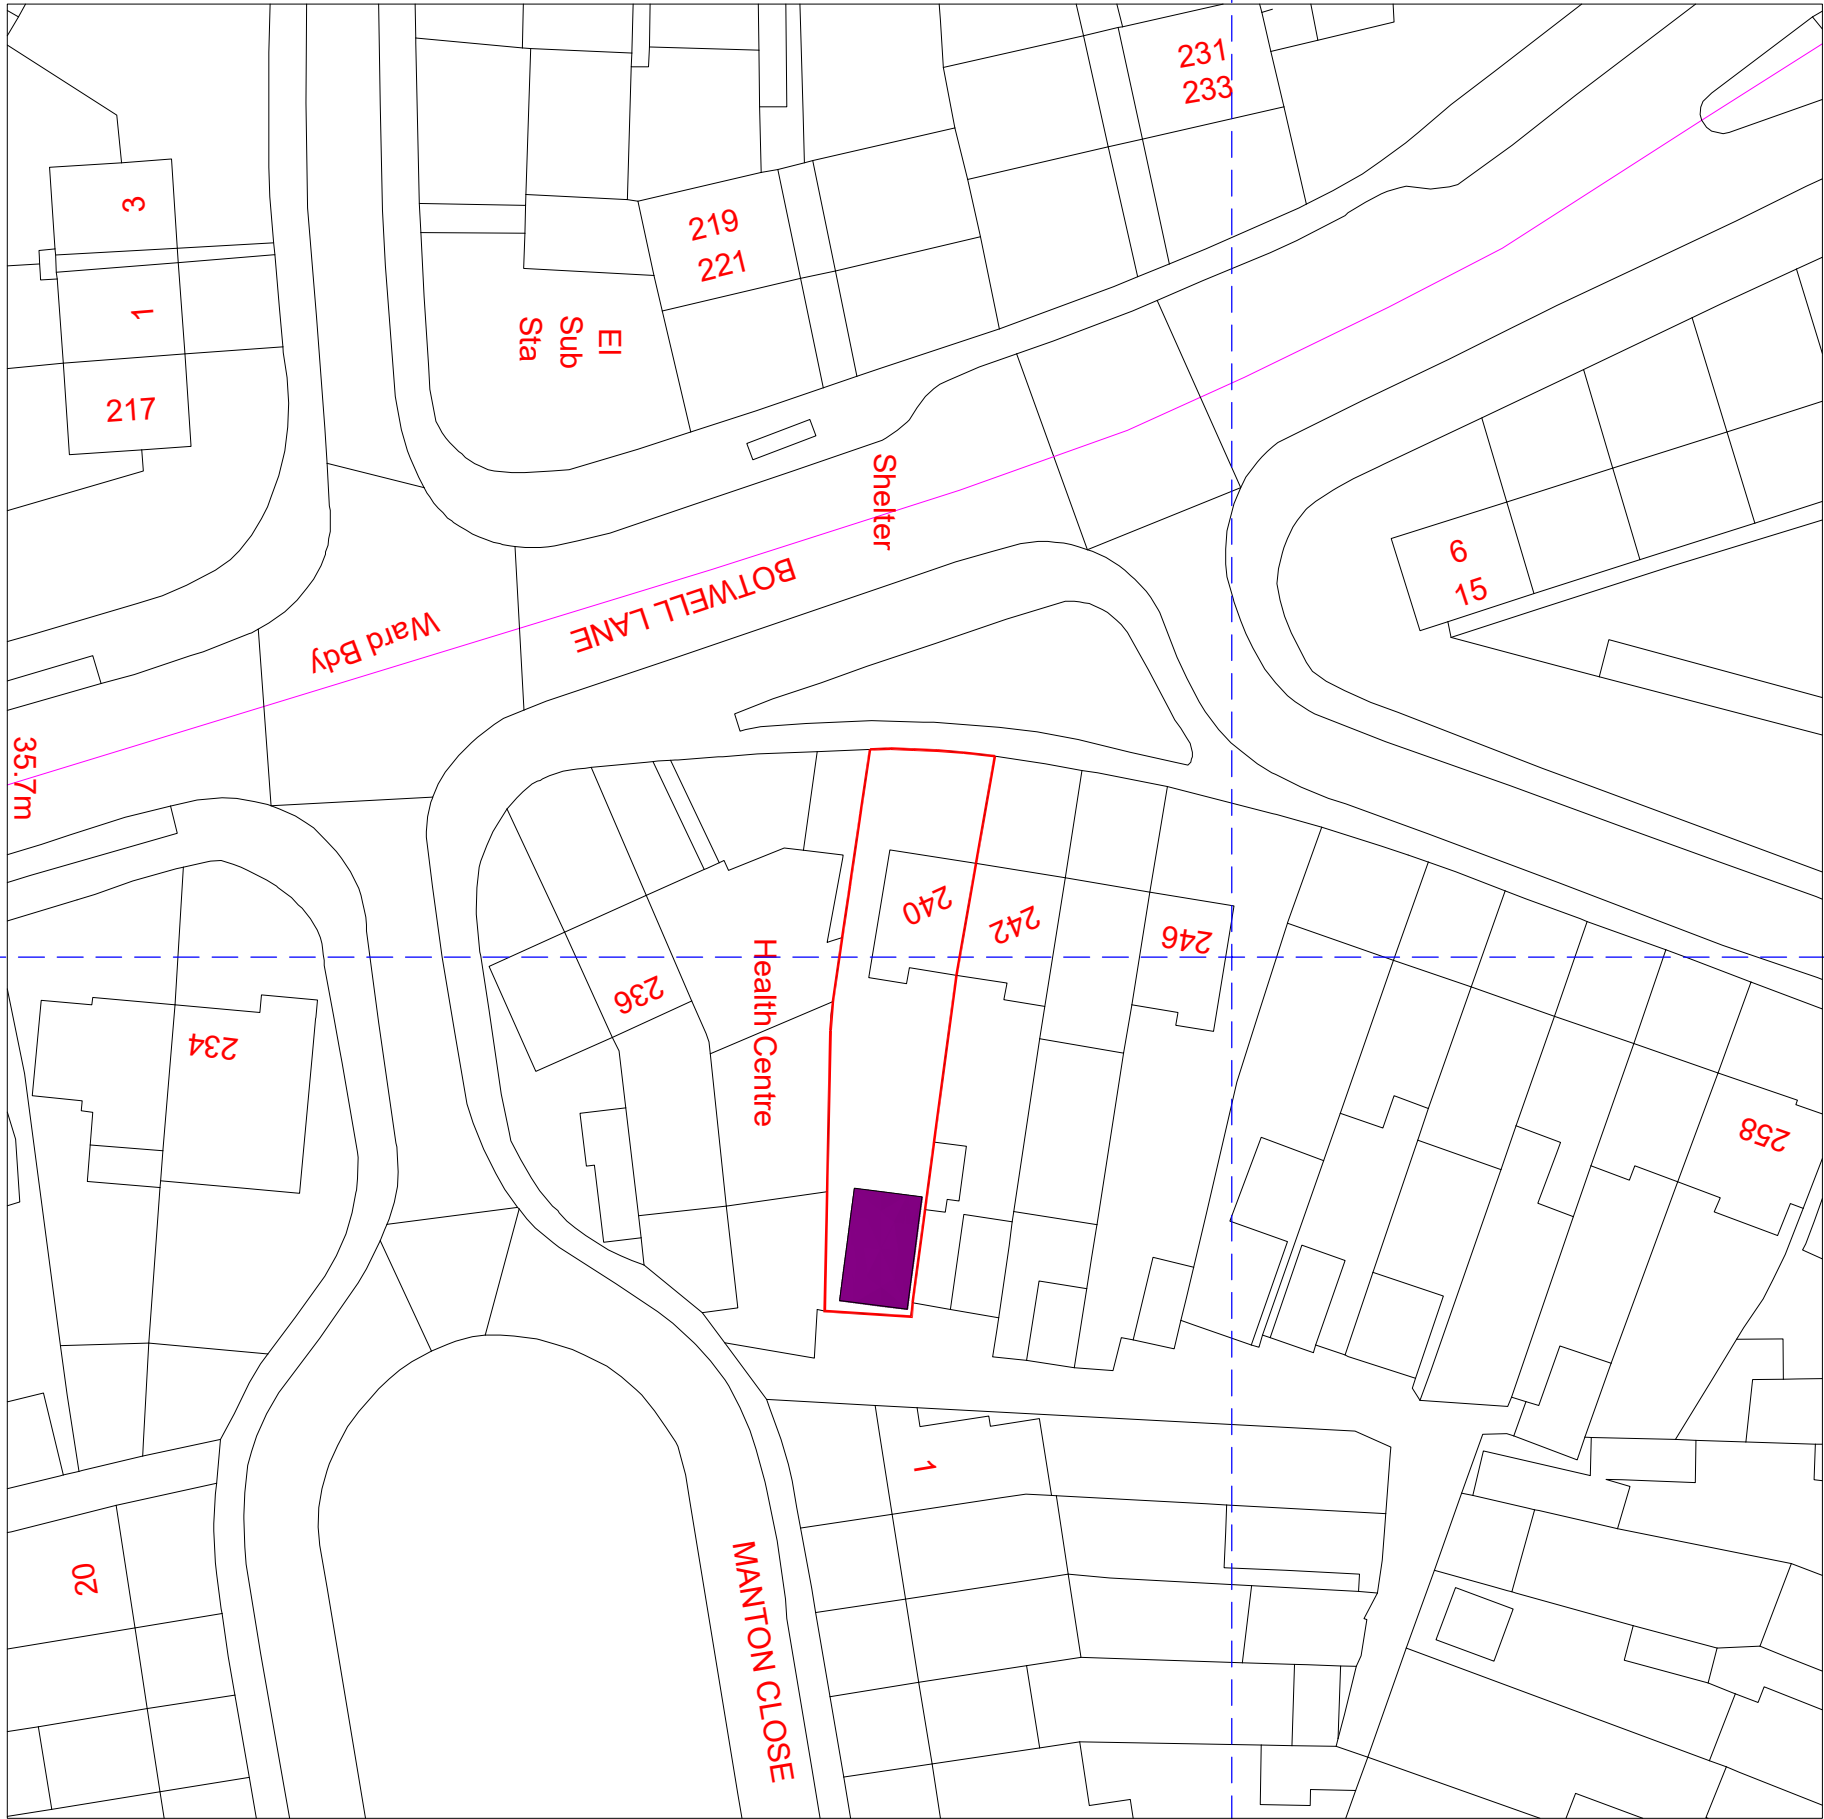 231
233
219
221
3
1
217
El
Sub
Sta
Shelter
BOTWELL LANE
Ward Bdy
6
15
35.7m
240
242
246
236
Health Centre
234
258
1
20
MANTON CLOSE